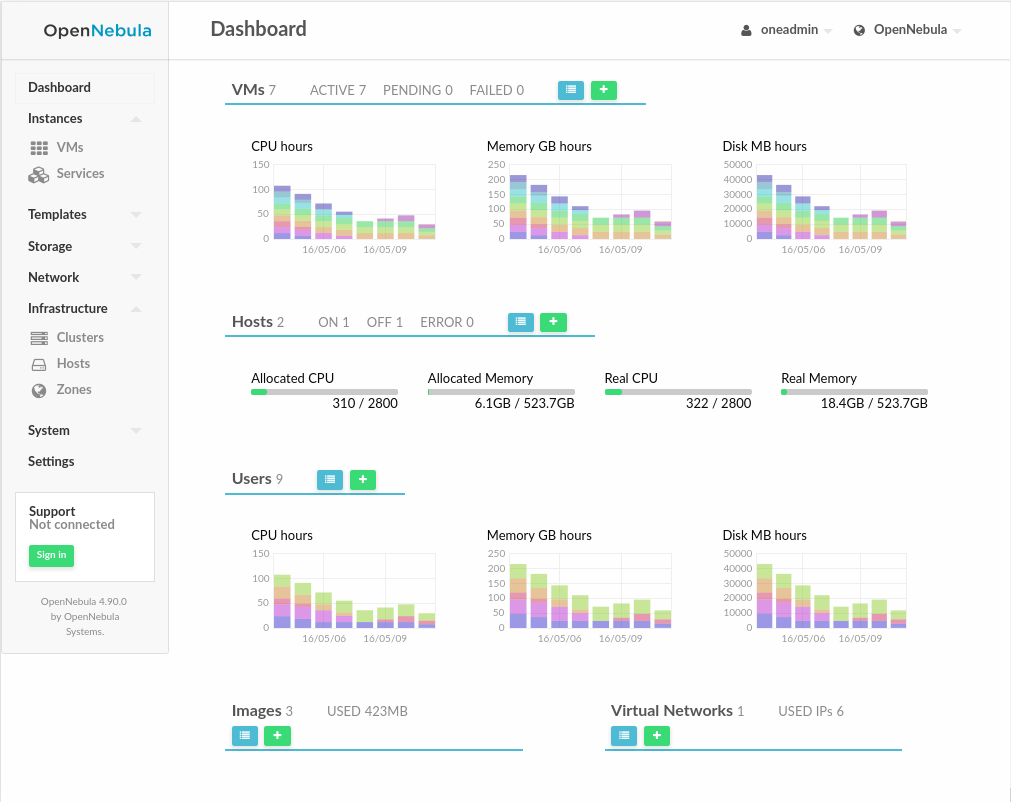 OpenNebula
Dashboard
oneadmin
OpenNebula
Dashboard
Instances
VMs
Services
Templates
Storage
Network
Infrastructure
Clusters
Hosts
Zones
System
Settings
Support
Not connected
Sign in
OpenNebula 4.90.0
by OpenNebula
Systems.
VMs 7 ACTIVE 7 PENDING 0 FAILED 0
CPU hours
150
100
50
0
16/05/06 16/05/09
Memory GB hours
250
200
150
100
50
0
16/05/06 16/05/09
Disk MB hours
50000
40000
30000
20000
10000
0
16/05/06 16/05/09
Hosts 2 ON 1 OFF 1 ERROR 0
Allocated CPU
310 / 2800
Allocated Memory
6.1GB / 523.7GB
Real CPU
322 / 2800
Real Memory
18.4GB / 523.7GB
Users 9
CPU hours
150
100
50
0
16/05/06 16/05/09
Memory GB hours
250
200
150
100
50
0
16/05/06 16/05/09
Disk MB hours
50000
40000
30000
20000
10000
0
16/05/06 16/05/09
Images 3 USED 423MB
Virtual Networks 1 USED IPs 6